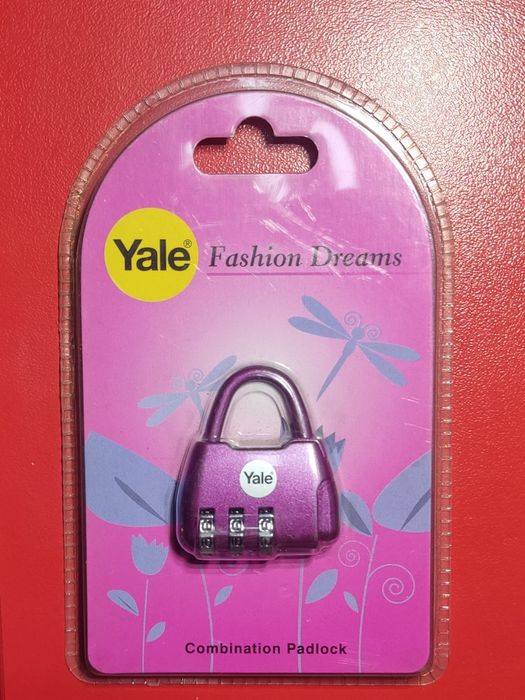 Yale®
Fashion Dreams
Yale
Combination Padlock